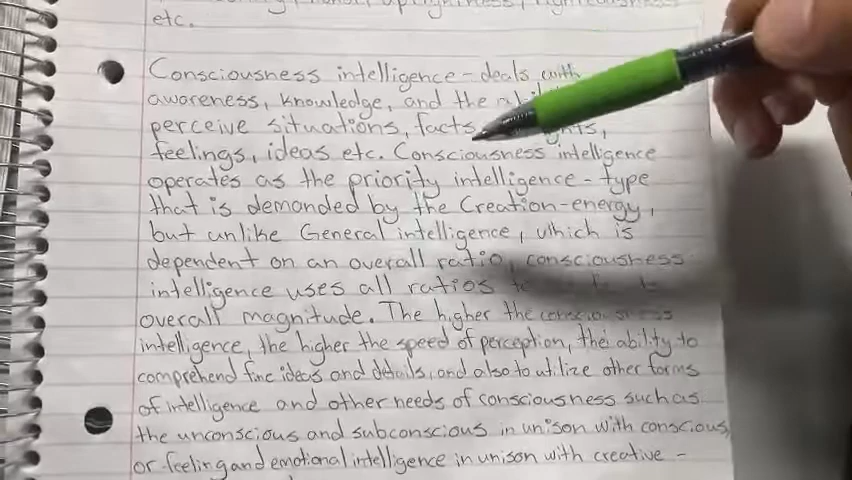 etc.
Consciousness intelligence - deals with
awareness, knowledge, and the
perceive situations, facts,
feelings, ideas etc. Consciousness intelligence
operates as the priority intelligence - type
that is demanded by the Creation-energy,
but unlike General intelligence, which is
dependent on an overall ratio, consciousness
intelligence uses all ratios
overall magnitude. The higher the consciousness
intelligence, the higher the speed of perception, the ability to
comprehend fine ideas and details, and also to utilize other forms
of intelligence and other needs of consciousness such as
the unconscious and subconscious in unison with conscious,
or feeling and emotional intelligence in unison with creative -